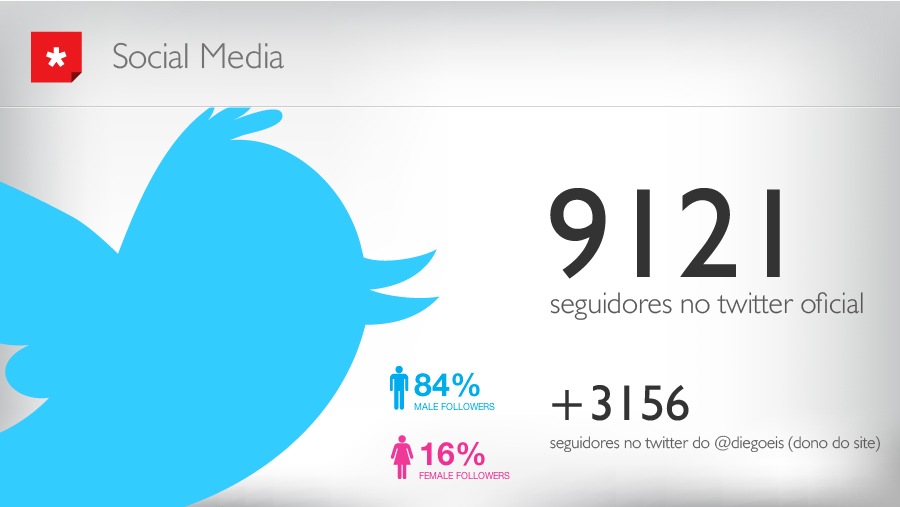 *
Social Media
9121
seguidores no twitter oficial
84%
MALE FOLLOWERS
+3156
16%
seguidores no twitter do @diegoeis (dono do site)
FEMALE FOLLOWERS